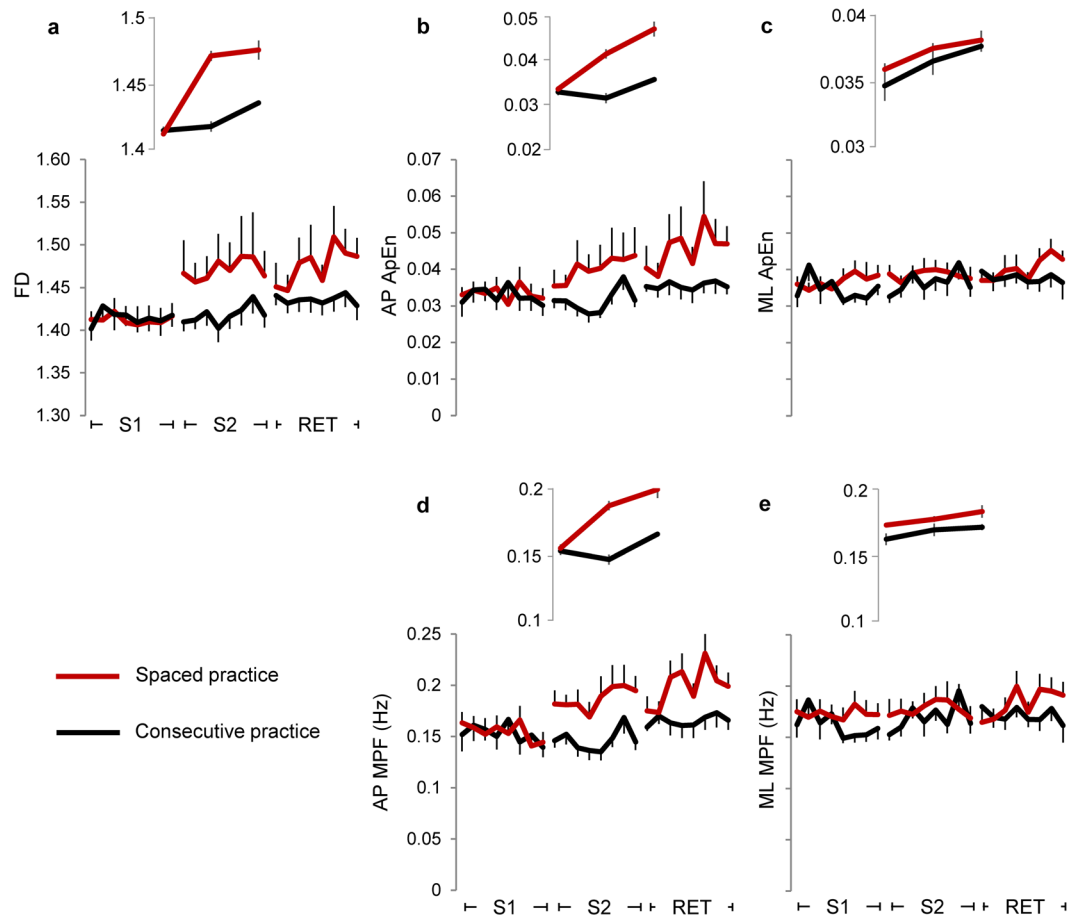 a
1.5
1.45
1.4
1.60
1.55
1.50
1.45
1.40
1.35
1.30
FD
S1 S2 RET
b
0.05
0.04
0.03
0.02
0.07
0.06
0.05
0.04
0.03
0.02
0.01
0
AP ApEn
c
0.04
0.035
0.03
ML ApEn
d
0.2
0.15
0.1
0.25
0.2
0.15
0.1
0.05
0
AP MPF (Hz)
S1 S2 RET
e
0.2
0.15
0.1
ML MPF (Hz)
S1 S2 RET
Spaced practice
Consecutive practice